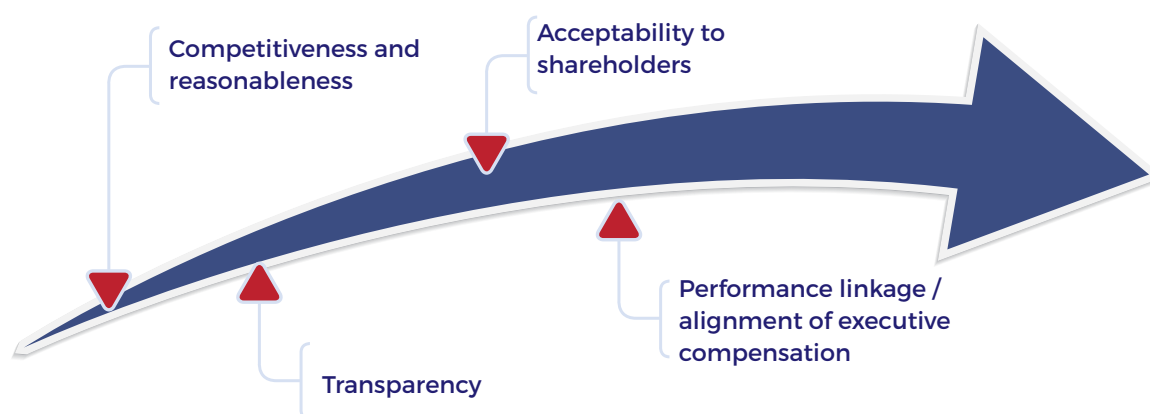 Competitiveness and
reasonableness
Acceptability to
shareholders
Transparency
Performance linkage /
alignment of executive
compensation